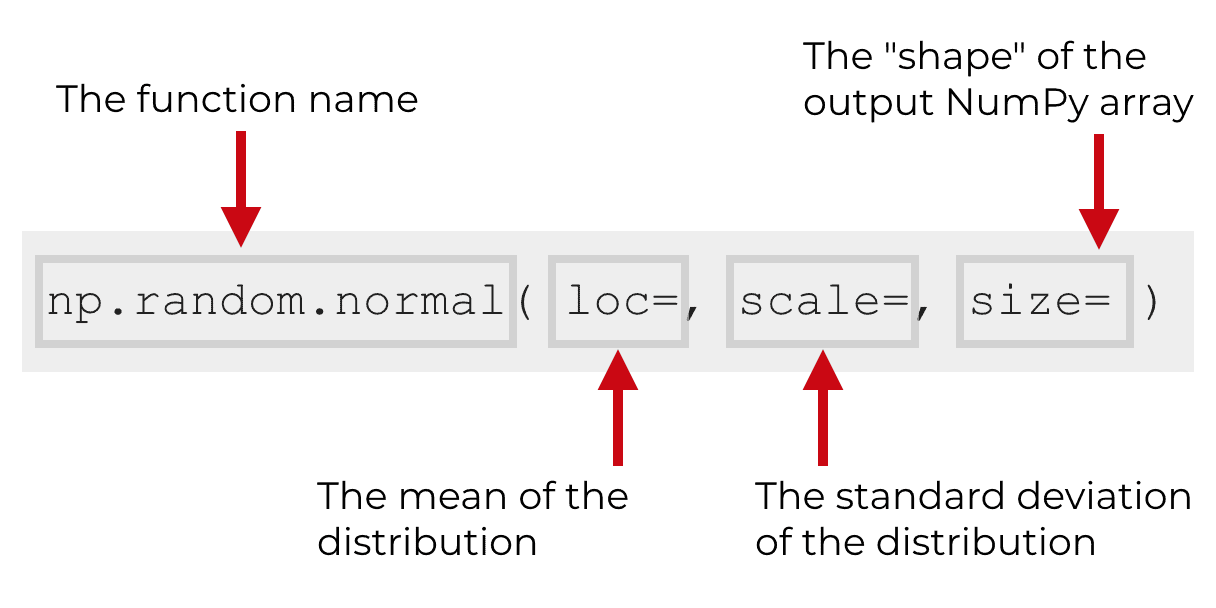 The "shape" of the
output NumPy array
The function name
np.random.normal( loc=, scale=, size= )
The mean of the
distribution
The standard deviation
of the distribution